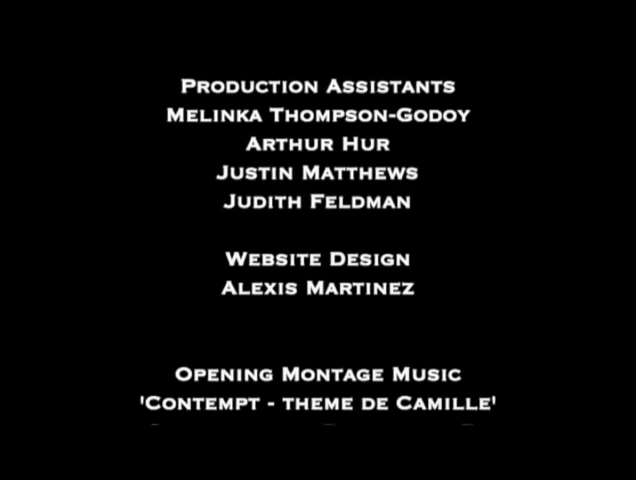 Production Assistants
Melinka Thompson-Godoy
Arthur Hur
Justin Matthews
Judith Feldman
Website Design
Alexis Martinez
Opening Montage Music
'Contempt - theme de Camille'